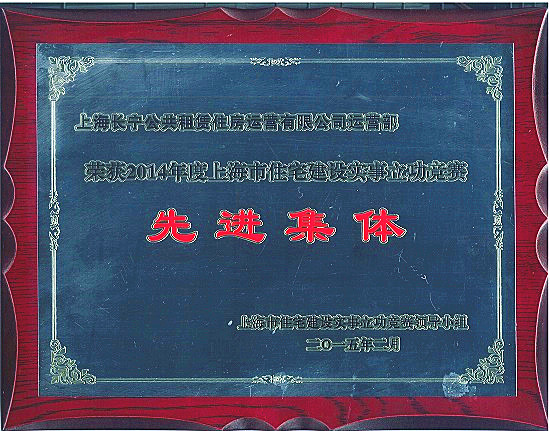 上海长宁公共租赁住房运营有限公司运营部
荣获2014年度上海市住宅建设实事立功竞赛
先进集体
上海市住宅建设实事立功竞赛领导小组
二〇一五年二月